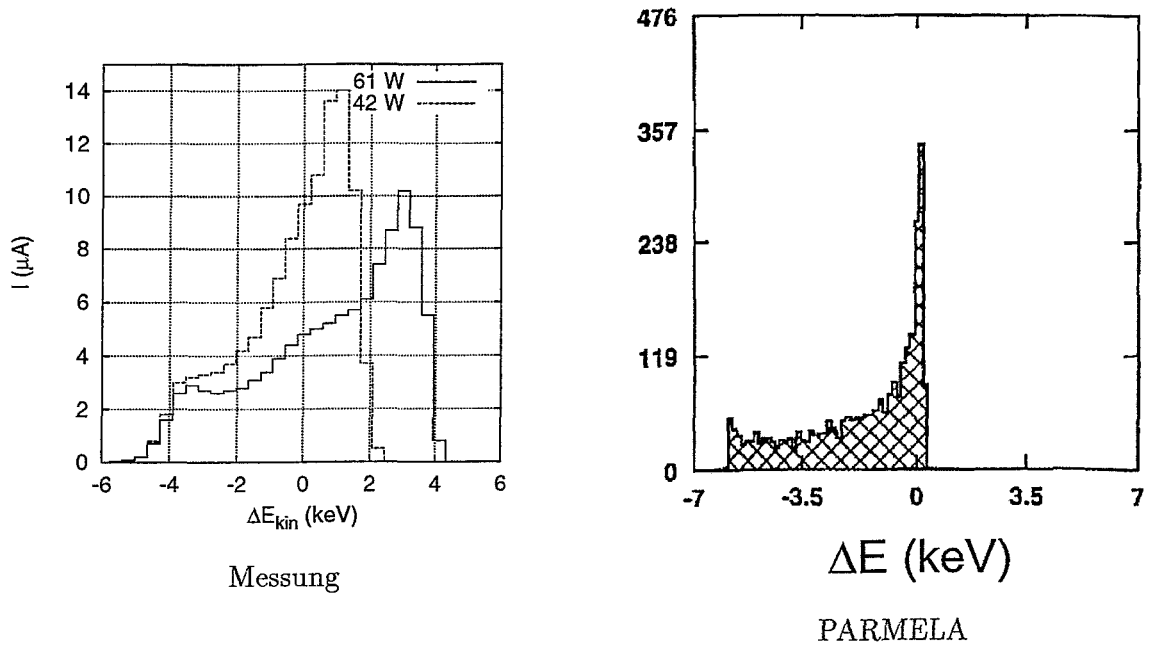 61 W
42 W
14
12
10
8
6
4
2
0
I (μA)
-6 -4 -2 0 2 4 6
ΔE_kin (keV)
Messung
476
357
238
119
0
-7 -3.5 0 3.5 7
ΔE (keV)
PARMELA